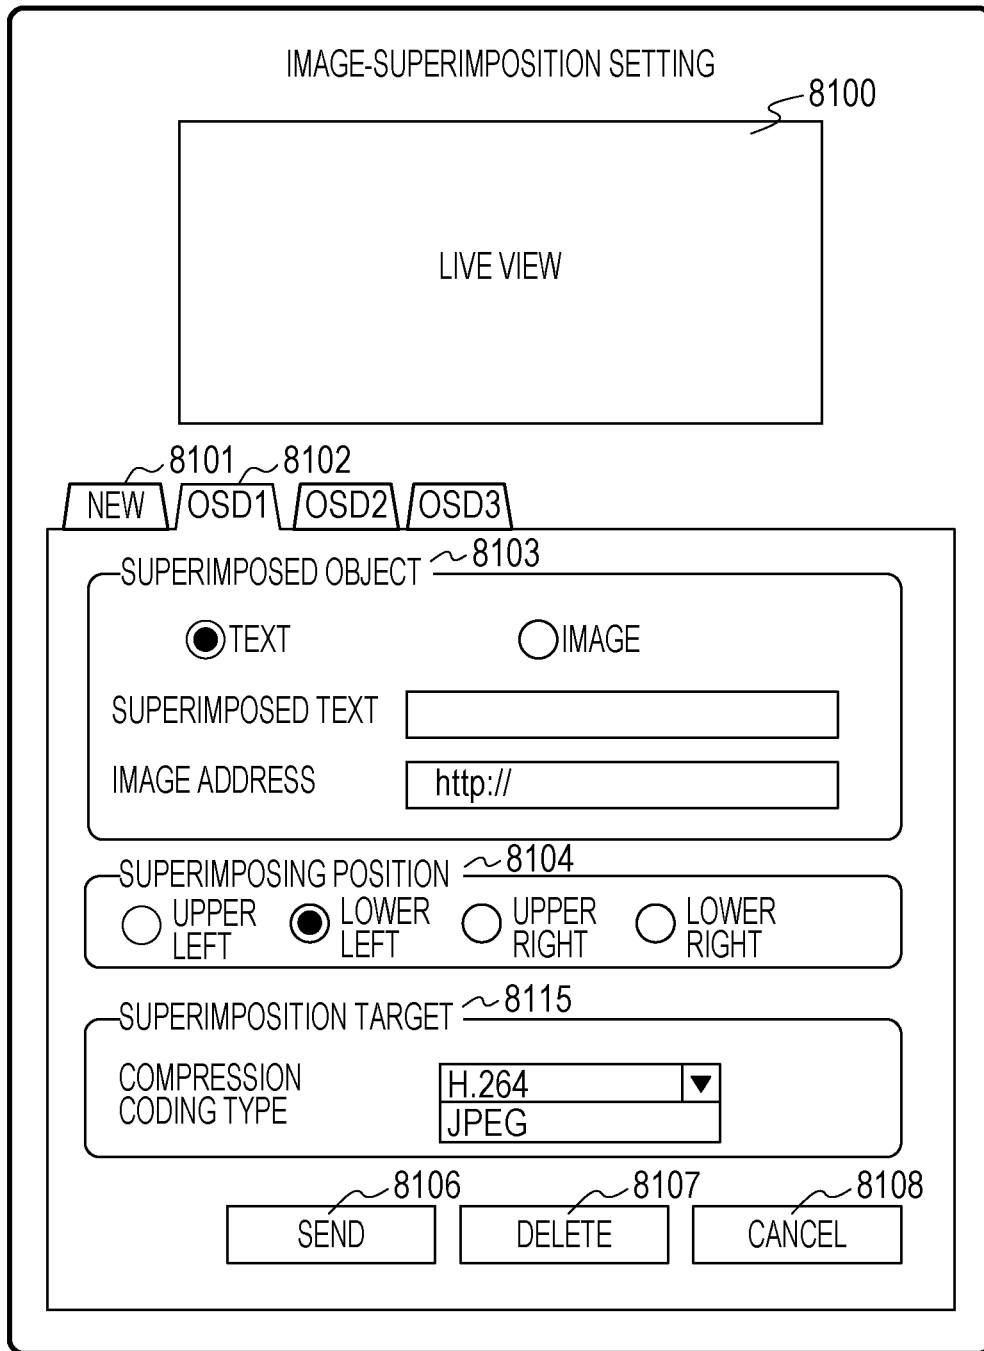 IMAGE-SUPERIMPOSITION SETTING
8100
LIVE VIEW
8101 8102
NEW OSD1 OSD2 OSD3
8103
SUPERIMPOSED OBJECT
TEXT IMAGE
SUPERIMPOSED TEXT
IMAGE ADDRESS http://
8104
SUPERIMPOSING POSITION
UPPER LEFT LOWER LEFT UPPER RIGHT LOWER RIGHT
8115
SUPERIMPOSITION TARGET
COMPRESSION
CODING TYPE
H.264
JPEG
8106 8107 8108
SEND DELETE CANCEL